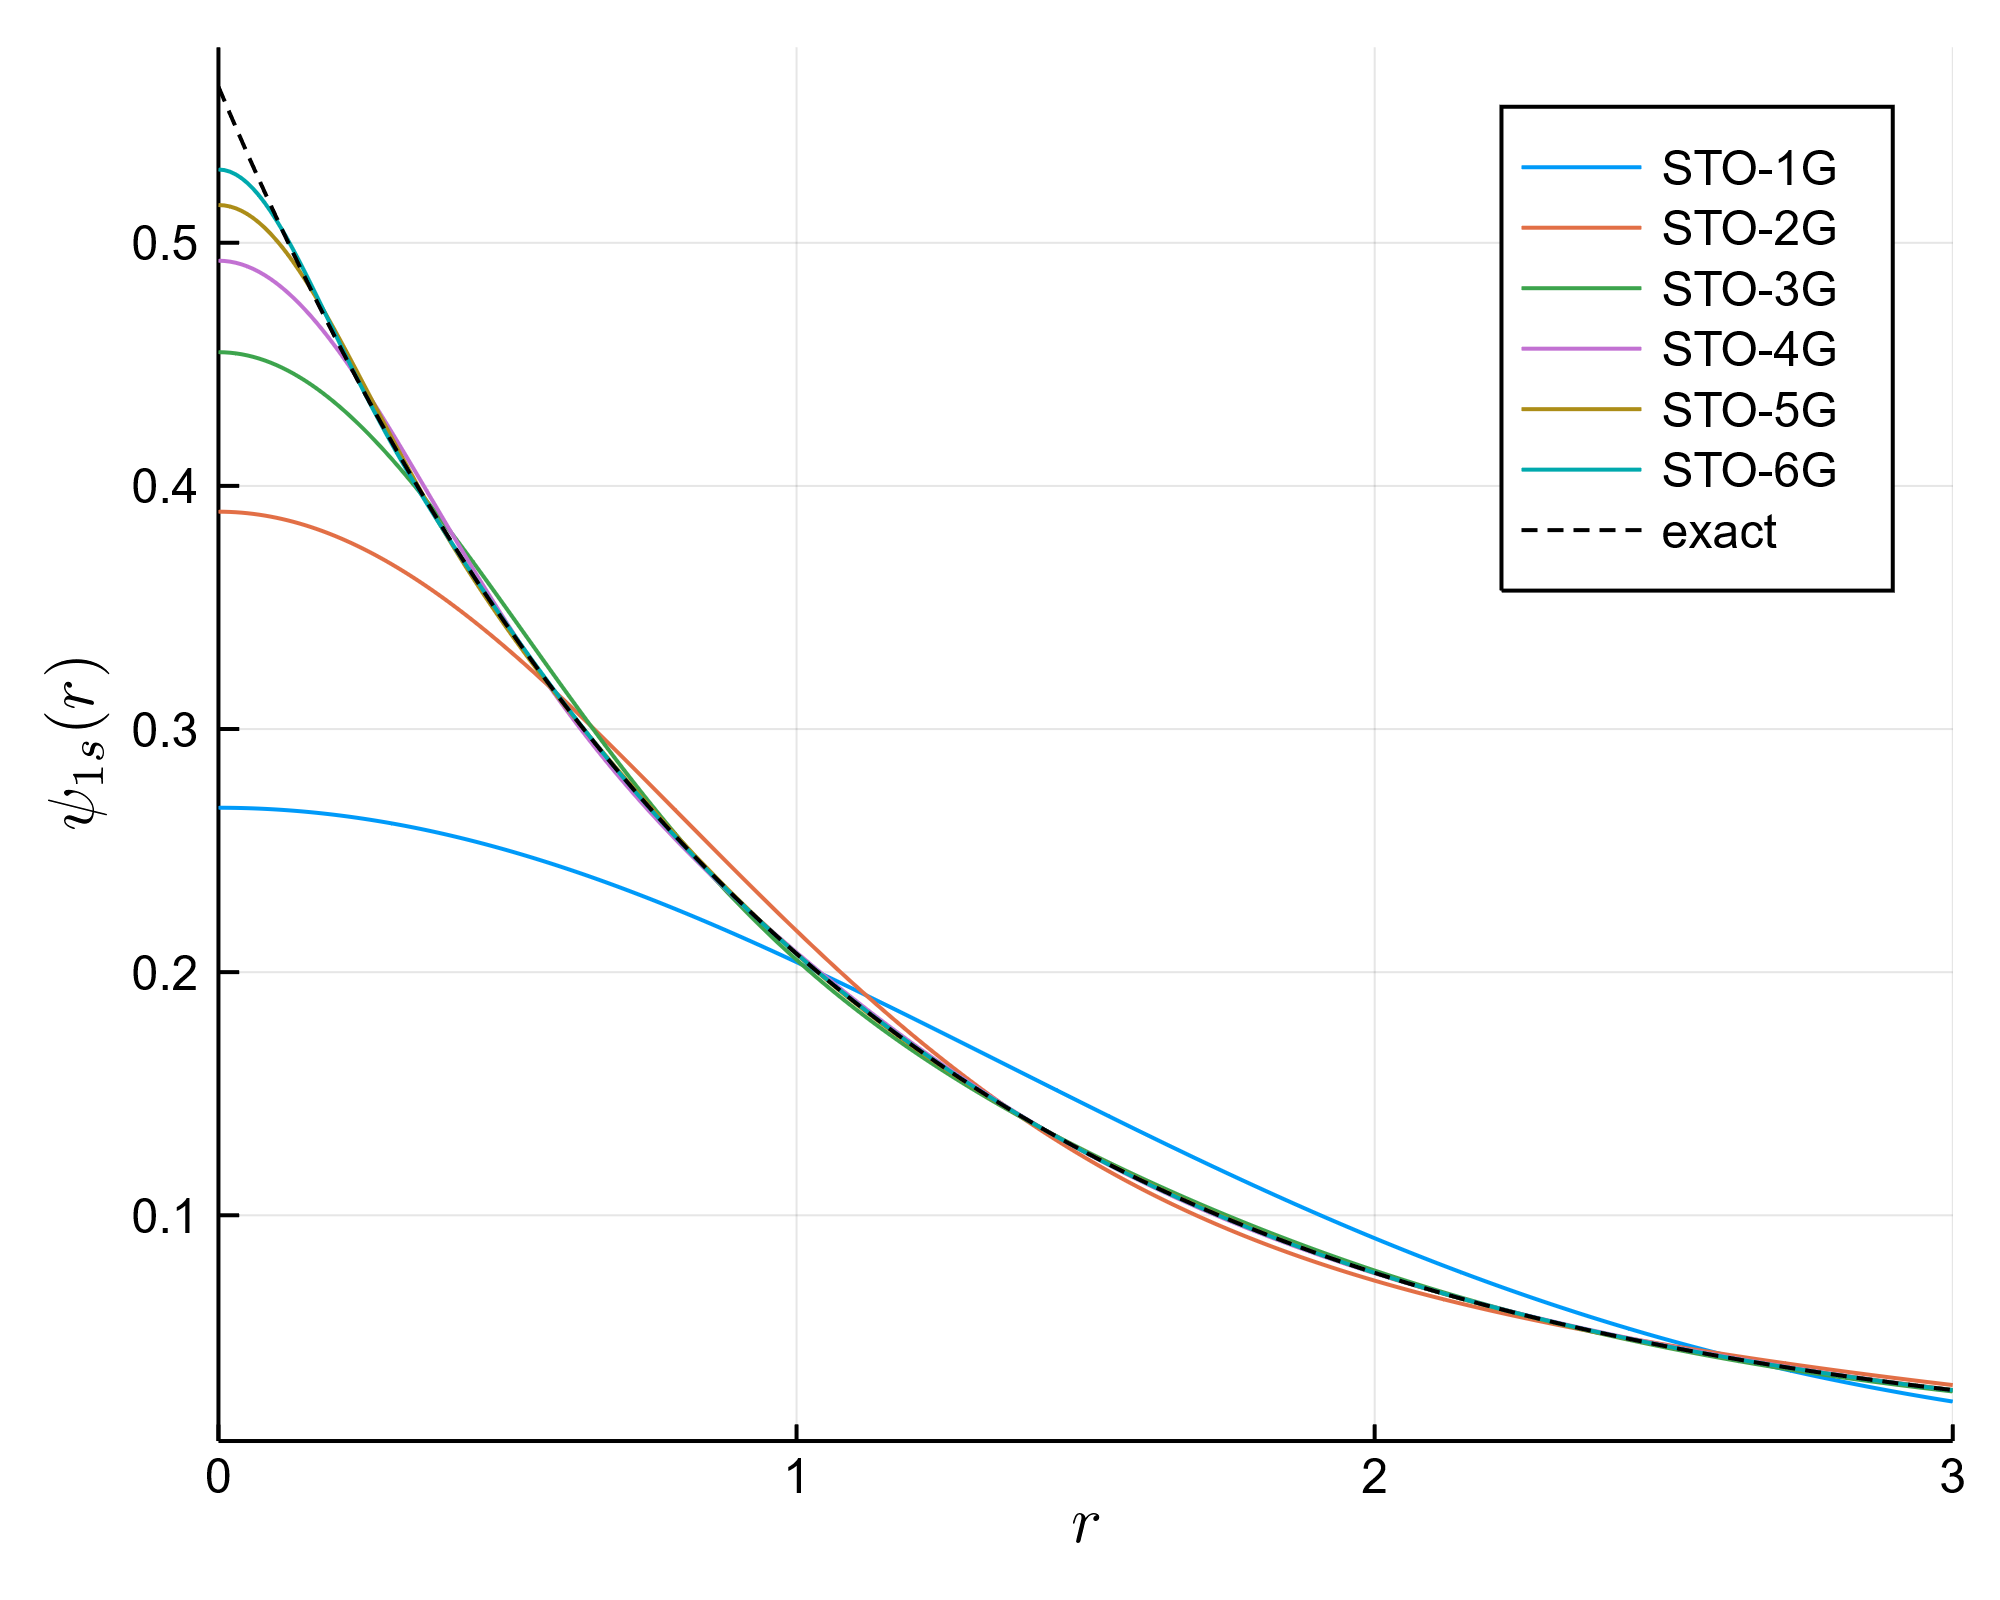 STO-1G
STO-2G
STO-3G
STO-4G
STO-5G
STO-6G
exact
0.5
0.4
0.3
0.2
0.1
ψ₁ₛ(r)
0 1 2 3
r